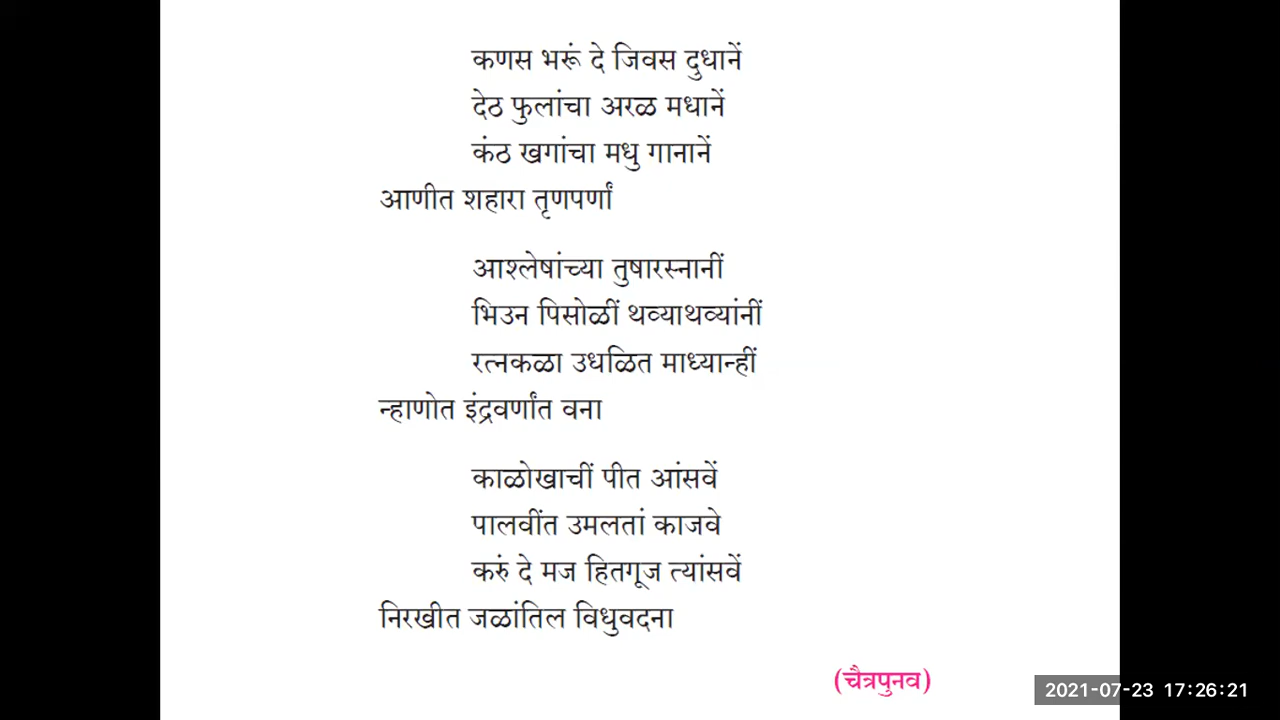 कणस भरूं दे जिवस दुधानें
देठ फुलांचा अरळ मधानें
कंठ खगांचा मधु गानानें
आणीत शहारा तृणपर्णां
आश्लेषांच्या तुषारस्नानीं
भिउन पिसोळीं थव्याथव्यांनीं
रत्नकळा उधळित माध्यान्हीं
न्हाणोत इंद्रवर्णांत वना
काळोखाचीं पीत आंसवें
पालवींत उमलतां काजवे
करुं दे मज हितगूज त्यांसवें
निरखीत जळांतिल विधुवदना
(चैत्रपुनव)
2021-07-23 17:26:21